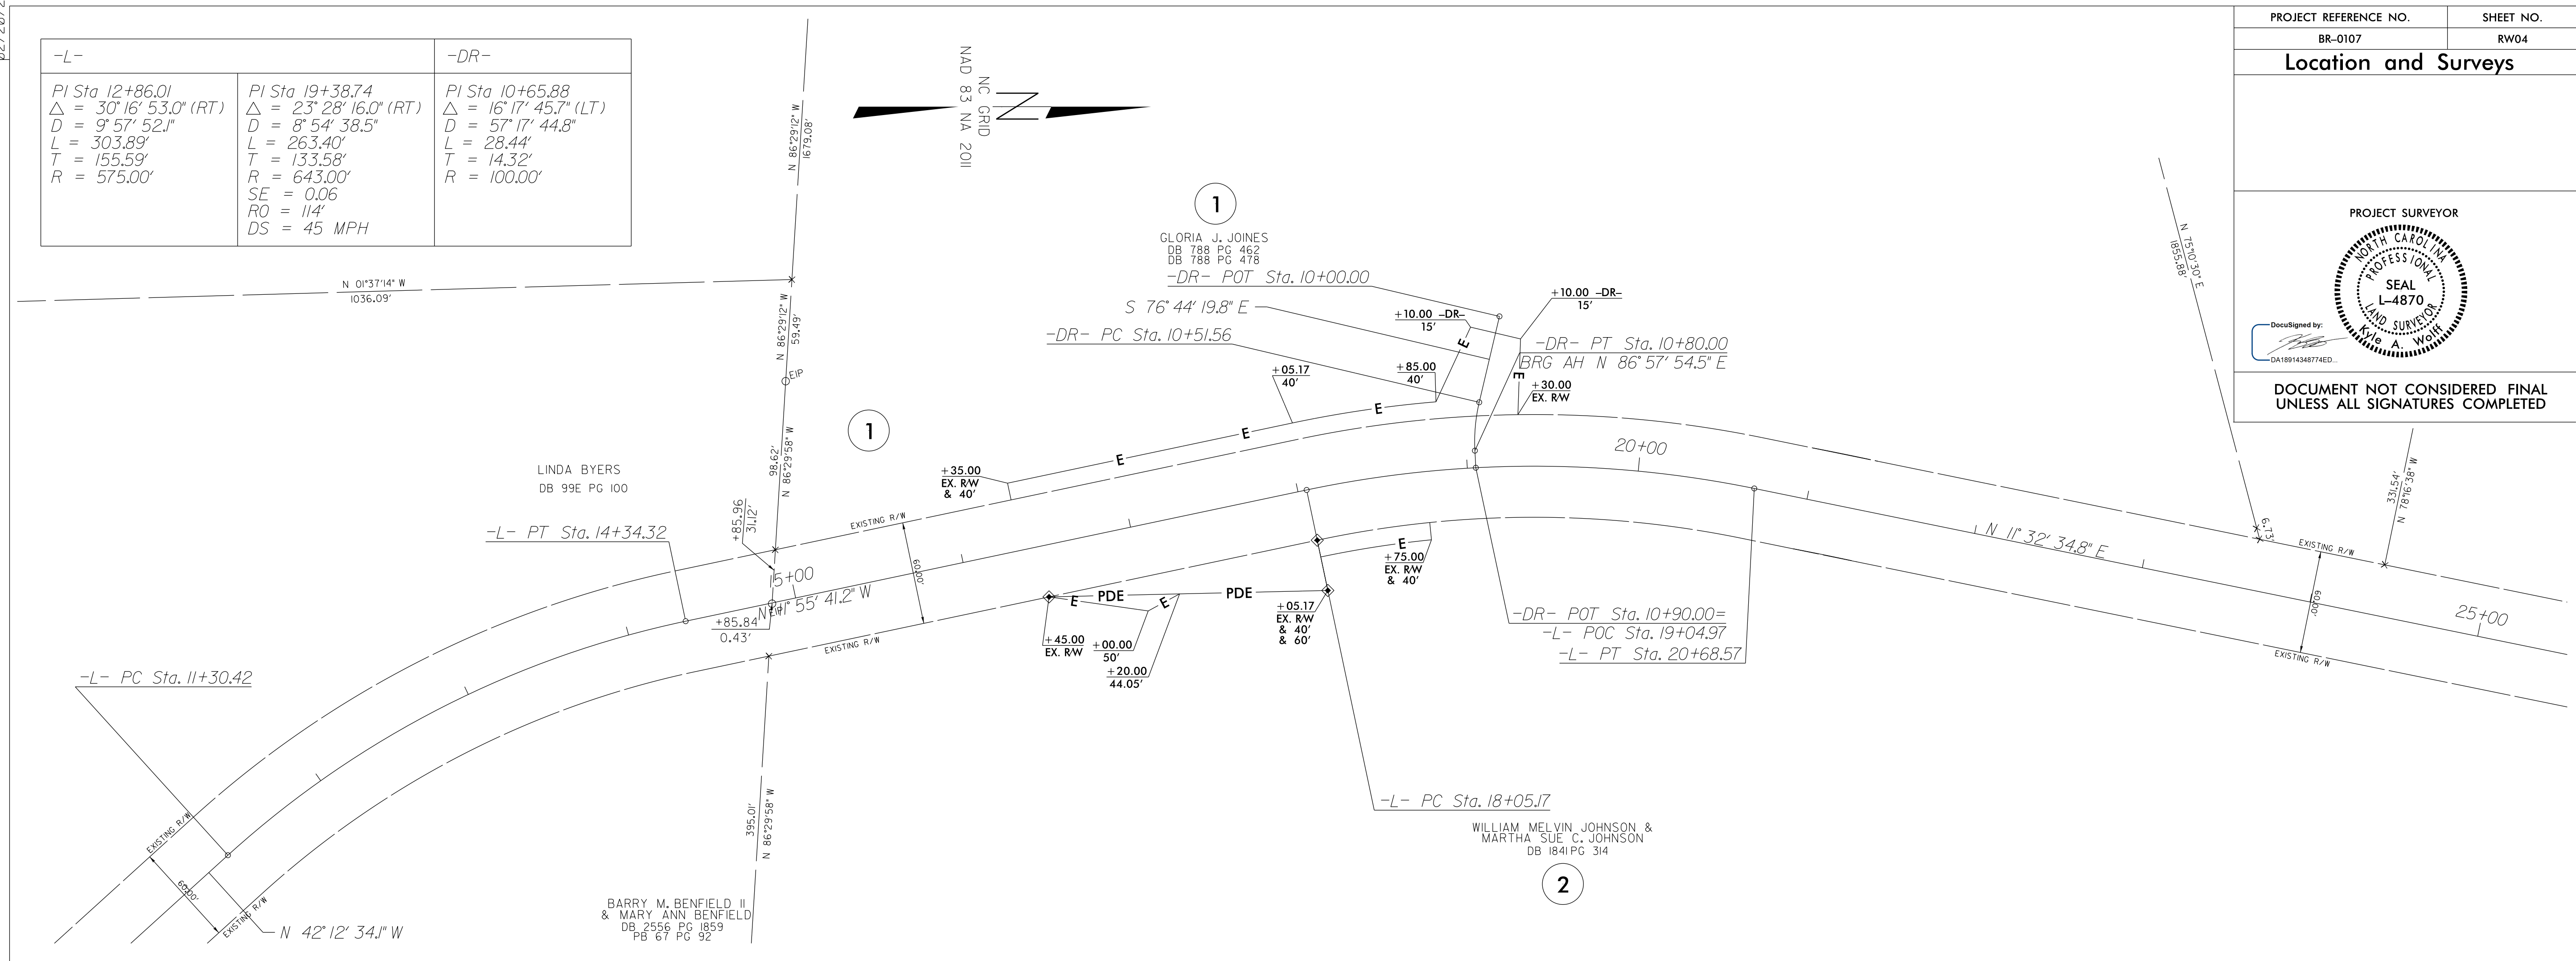 PROJECT REFERENCE NO.
SHEET NO.
BR–0107
RW04
Location and Surveys
PROJECT SURVEYOR
NORTH CAROLINA
PROFESSIONAL
SEAL
L–4870
LAND SURVEYOR
Kyle A. Wolff
DocuSigned by:
DA18914348774ED...
DOCUMENT NOT CONSIDERED FINAL
UNLESS ALL SIGNATURES COMPLETED
-L-
-DR-
PI Sta 12+86.01
△ = 30° 16' 53.0" (RT)
D = 9° 57' 52.1"
L = 303.89'
T = 155.59'
R = 575.00'
PI Sta 19+38.74
△ = 23° 28' 16.0" (RT)
D = 8° 54' 38.5"
L = 263.40'
T = 133.58'
R = 643.00'
SE = 0.06
RO = 114'
DS = 45 MPH
PI Sta 10+65.88
△ = 16° 17' 45.7" (LT)
D = 57° 17' 44.8"
L = 28.44'
T = 14.32'
R = 100.00'
NC GRID
NAD 83 NA 2011
N 86°29'12" W
1679.08'
N 01°37'14" W
1036.09'
N 86°29'12" W
59.49'
EIP
98.62'
N 86°29'58" W
1
GLORIA J. JOINES
DB 788 PG 462
DB 788 PG 478
-DR- POT Sta. 10+00.00
S 76° 44' 19.8" E
-DR- PC Sta. 10+51.56
+10.00 –DR–
15'
+10.00 –DR–
15'
-DR- PT Sta. 10+80.00
BRG AH N 86° 57' 54.5" E
+05.17
40'
+85.00
40'
+30.00
EX. R/W
E
E
E
E
E
1
+35.00
EX. R/W
& 40'
LINDA BYERS
DB 99E PG 100
-L- PT Sta. 14+34.32
+85.96
31.12'
EXISTING R/W
60.00'
15+00
EIP
N 11° 55' 41.2" W
+85.84
0.43'
EXISTING R/W
20+00
N 75°10'30" E
1855.88'
6.73'
331.54'
N 78°16'38" W
EXISTING R/W
N 11° 32' 34.8" E
60.00'
25+00
EXISTING R/W
E
PDE
E
PDE
E
+75.00
EX. R/W
& 40'
+05.17
EX. R/W
& 40'
& 60'
+45.00
EX. R/W
+00.00
50'
+20.00
44.05'
-DR- POT Sta. 10+90.00=
-L- POC Sta. 19+04.97
-L- PT Sta. 20+68.57
-L- PC Sta. 11+30.42
-L- PC Sta. 18+05.17
WILLIAM MELVIN JOHNSON &
MARTHA SUE C. JOHNSON
DB 1841 PG 314
2
395.01'
N 86°29'58" W
EXISTING R/W
60.00'
EXISTING R/W
N 42° 12' 34.1" W
BARRY M. BENFIELD II
& MARY ANN BENFIELD
DB 2556 PG 1859
PB 67 PG 92